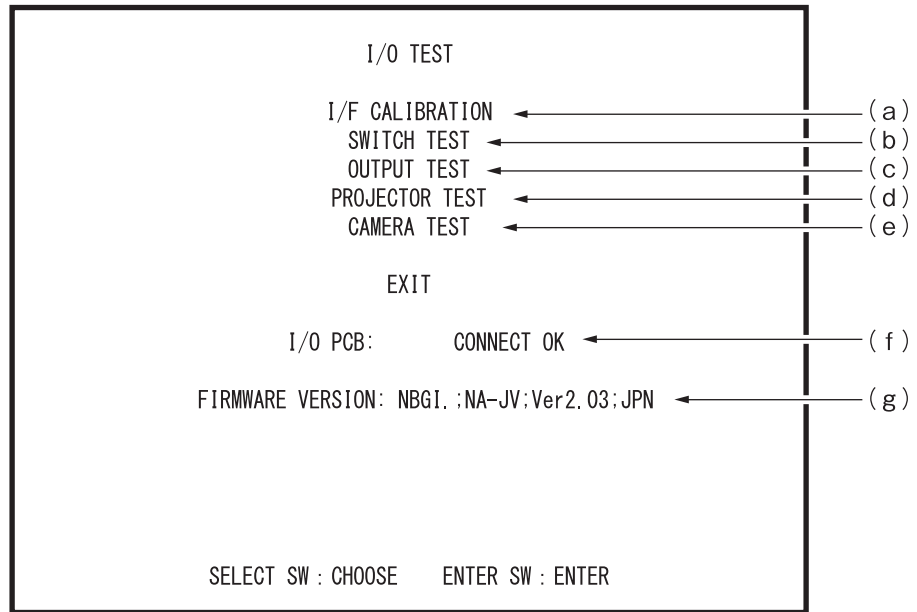 I/O TEST
I/F CALIBRATION
(a)
SWITCH TEST
(b)
OUTPUT TEST
(c)
PROJECTOR TEST
(d)
CAMERA TEST
(e)
EXIT
I/O PCB: CONNECT OK
(f)
FIRMWARE VERSION: NBGI.;NA-JV;Ver2.03;JPN
(g)
SELECT SW : CHOOSE ENTER SW : ENTER